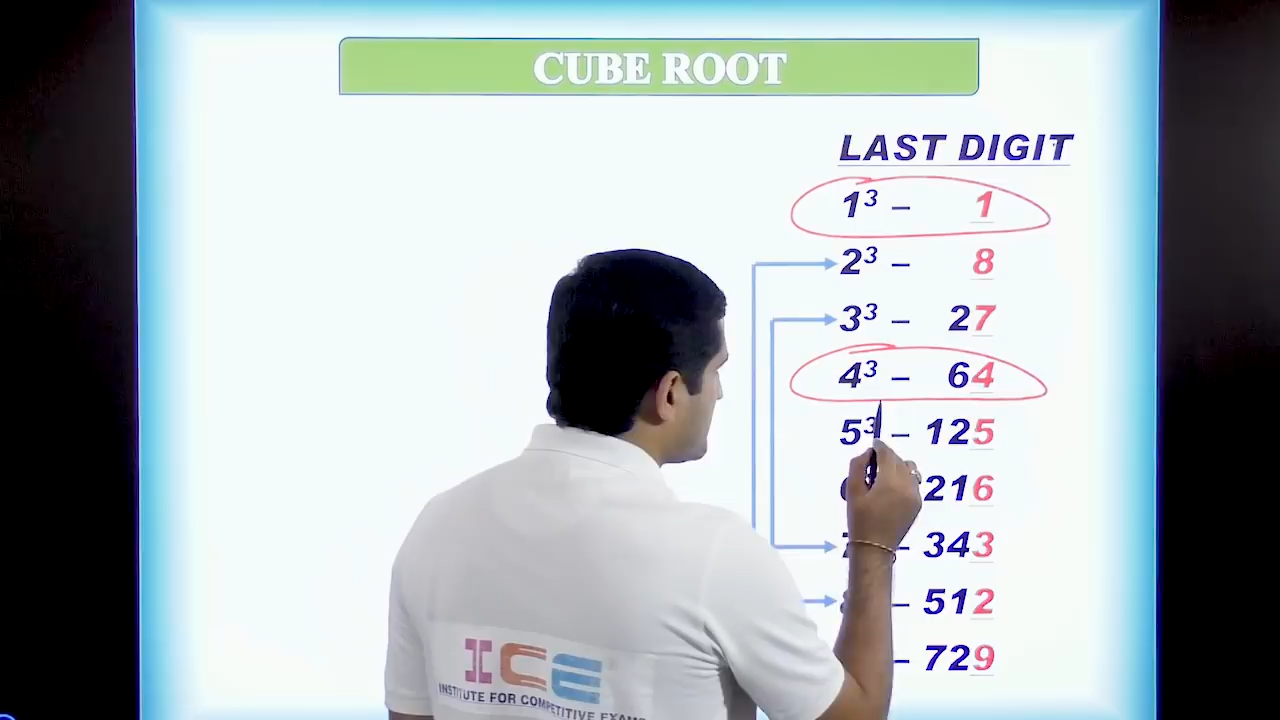 CUBE ROOT
LAST DIGIT
1³ – 1
2³ – 8
3³ – 27
4³ – 64
5³ – 125
216
– 343
– 512
– 729
ICE
INSTITUTE FOR COMPETITIVE EXAMS